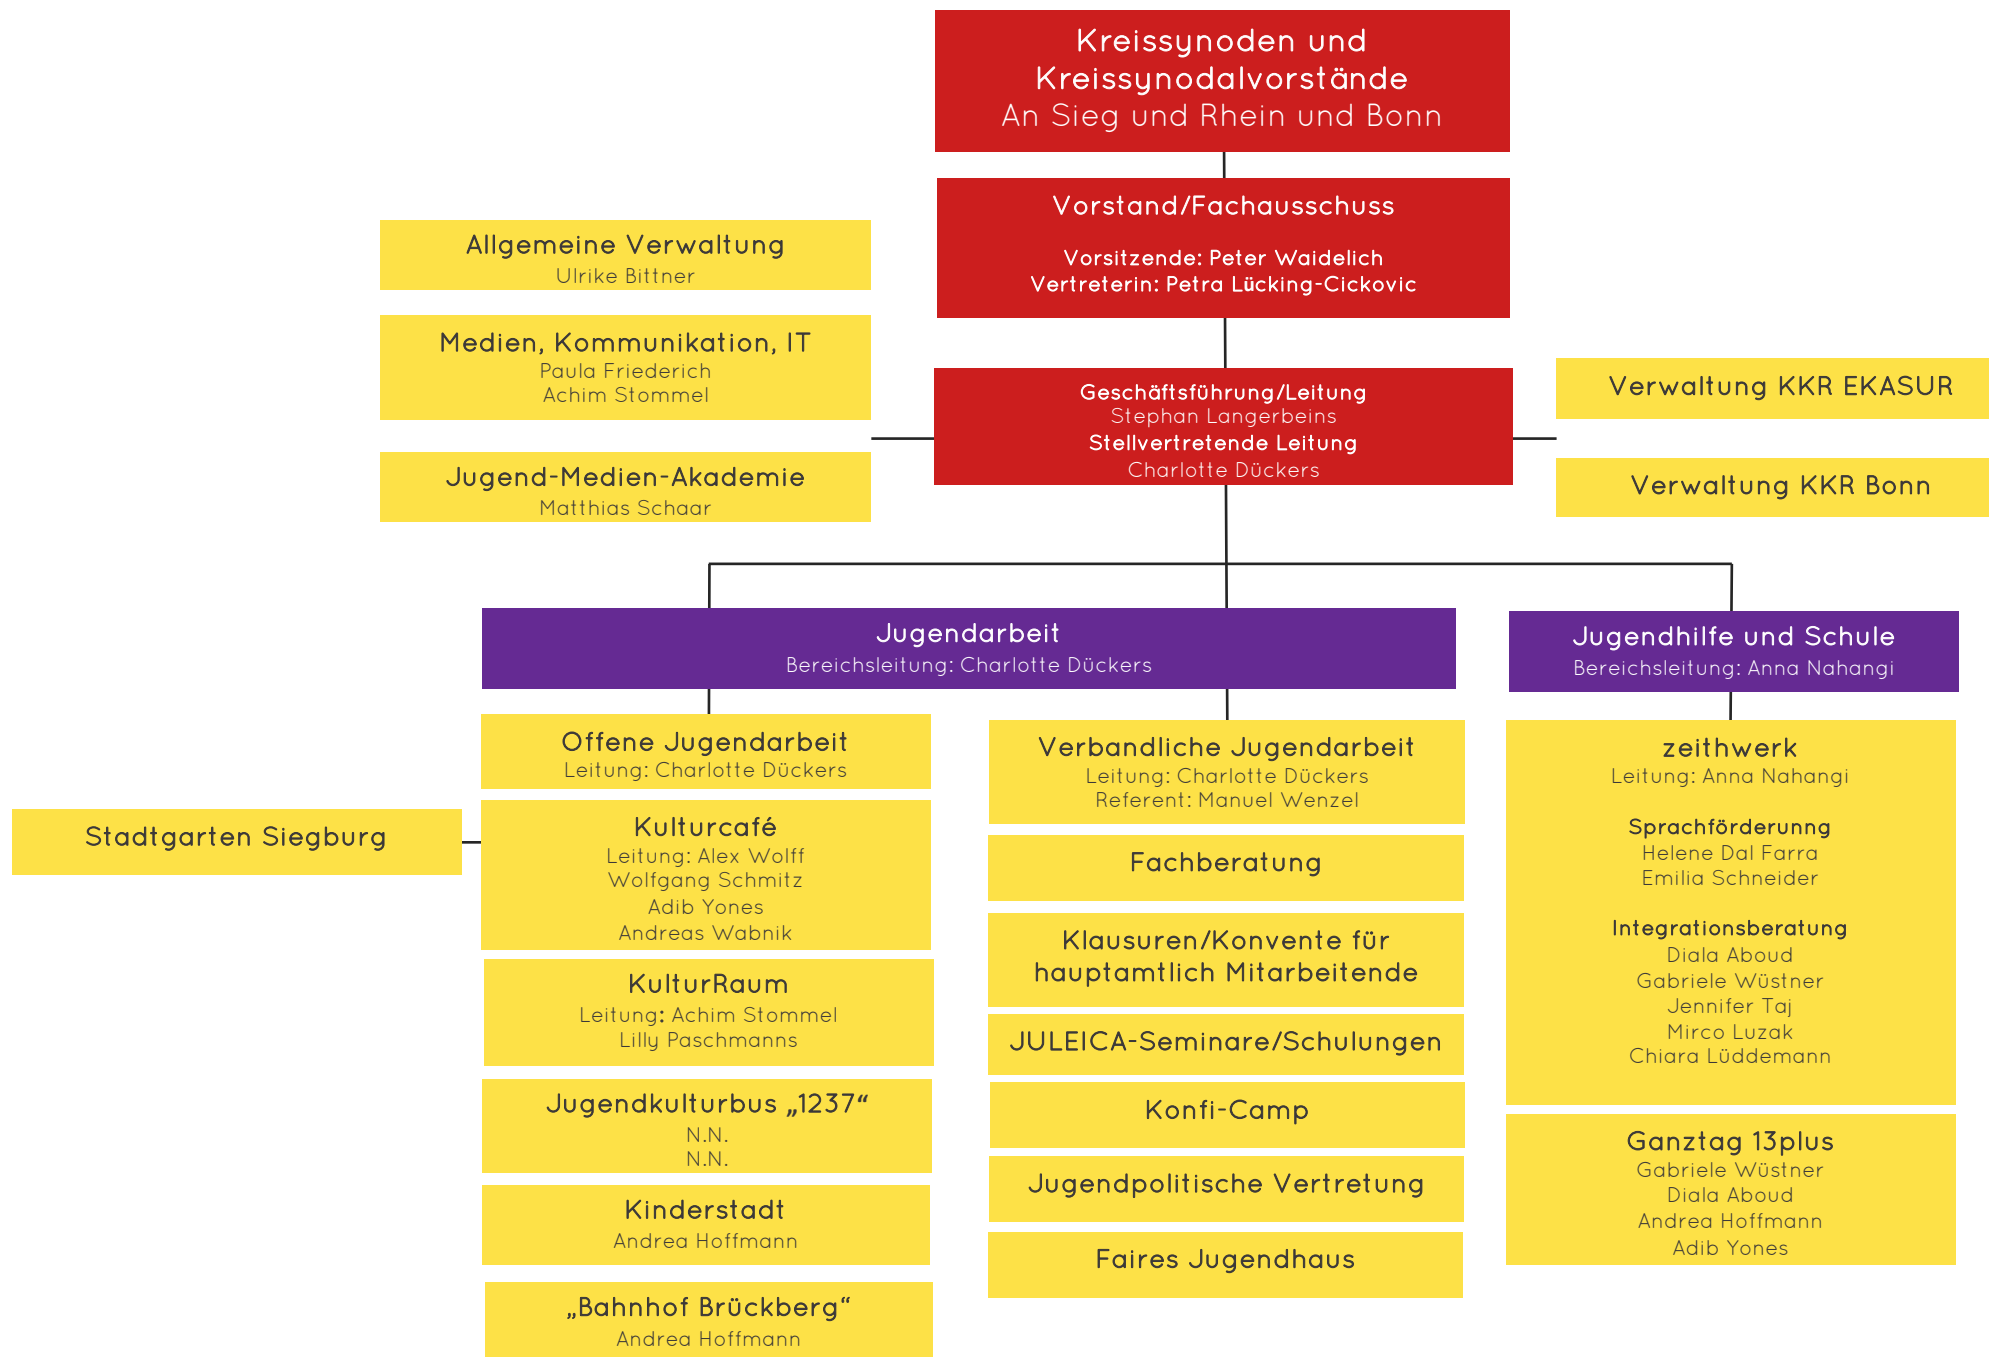 Kreissynoden und
Kreissynodalvorstände
An Sieg und Rhein und Bonn
Vorstand/Fachausschuss
Vorsitzende: Peter Waidelich
Vertreterin: Petra Lücking-Cickovic
Allgemeine Verwaltung
Ulrike Bittner
Medien, Kommunikation, IT
Paula Friederich
Achim Stommel
Jugend-Medien-Akademie
Matthias Schaar
Geschäftsführung/Leitung
Stephan Langerbeins
Stellvertretende Leitung
Charlotte Dückers
Verwaltung KKR EKASUR
Verwaltung KKR Bonn
Jugendarbeit
Bereichsleitung: Charlotte Dückers
Jugendhilfe und Schule
Bereichsleitung: Anna Nahangi
Stadtgarten Siegburg
Offene Jugendarbeit
Leitung: Charlotte Dückers
Kulturcafé
Leitung: Alex Wolff
Wolfgang Schmitz
Adib Yones
Andreas Wabnik
KulturRaum
Leitung: Achim Stommel
Lilly Paschmanns
Jugendkulturbus „1237“
N.N.
N.N.
Kinderstadt
Andrea Hoffmann
„Bahnhof Brückberg“
Andrea Hoffmann
Verbandliche Jugendarbeit
Leitung: Charlotte Dückers
Referent: Manuel Wenzel
Fachberatung
Klausuren/Konvente für
hauptamtlich Mitarbeitende
JULEICA-Seminare/Schulungen
Konfi-Camp
Jugendpolitische Vertretung
Faires Jugendhaus
zeithwerk
Leitung: Anna Nahangi
Sprachförderunng
Helene Dal Farra
Emilia Schneider
Integrationsberatung
Diala Aboud
Gabriele Wüstner
Jennifer Taj
Mirco Luzak
Chiara Lüddemann
Ganztag 13plus
Gabriele Wüstner
Diala Aboud
Andrea Hoffmann
Adib Yones